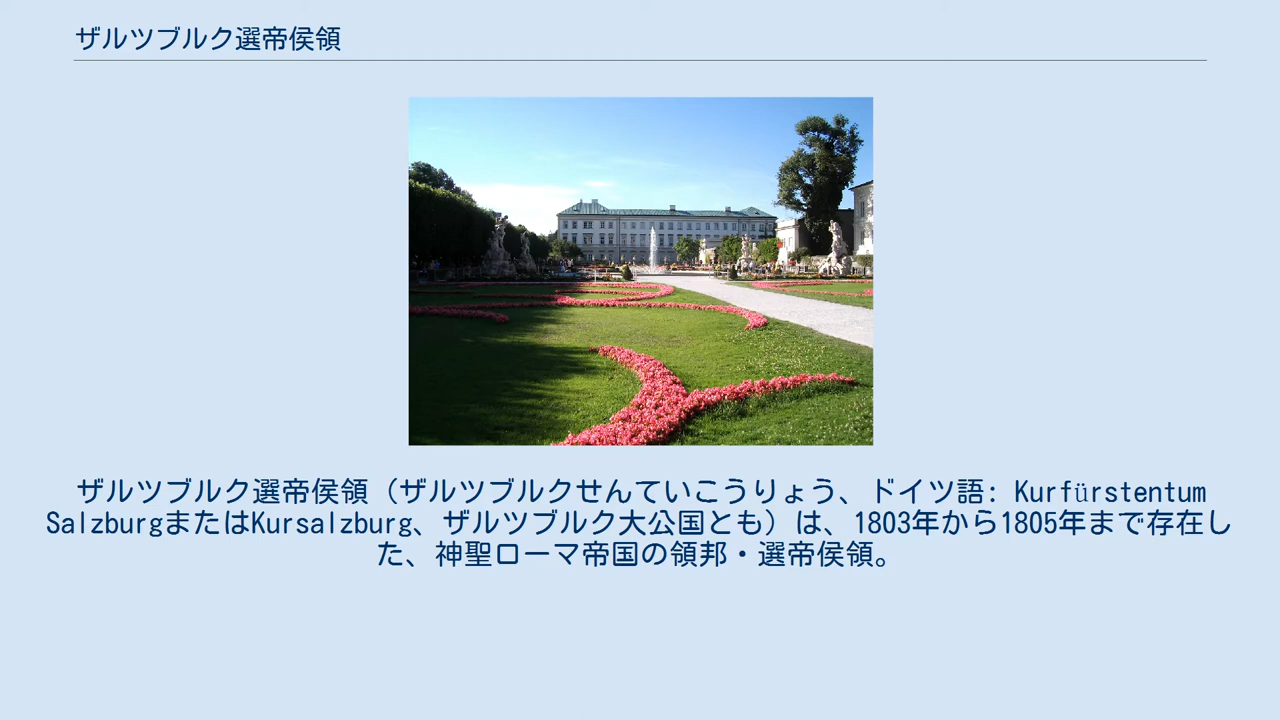 ザルツブルク選帝侯領
ザルツブルク選帝侯領（ザルツブルクせんていこうりょう、ドイツ語: Kurfürstentum
SalzburgまたはKursalzburg、ザルツブルク大公国とも）は、1803年から1805年まで存在し
た、神聖ローマ帝国の領邦・選帝侯領。